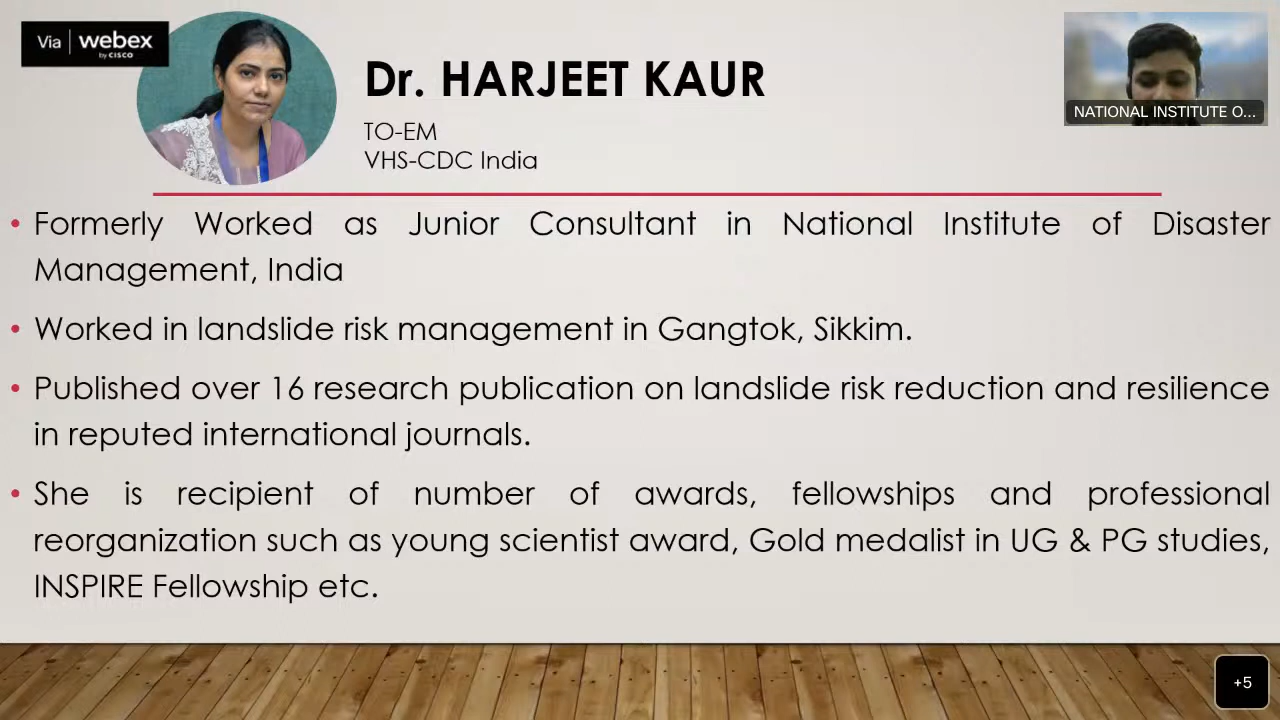 Via webex
by CISCO
Dr. HARJEET KAUR
TO-EM
VHS-CDC India
NATIONAL INSTITUTE O...
• Formerly Worked as Junior Consultant in National Institute of Disaster
Management, India
• Worked in landslide risk management in Gangtok, Sikkim.
• Published over 16 research publication on landslide risk reduction and resilience
in reputed international journals.
• She is recipient of number of awards, fellowships and professional
reorganization such as young scientist award, Gold medalist in UG & PG studies,
INSPIRE Fellowship etc.
+5